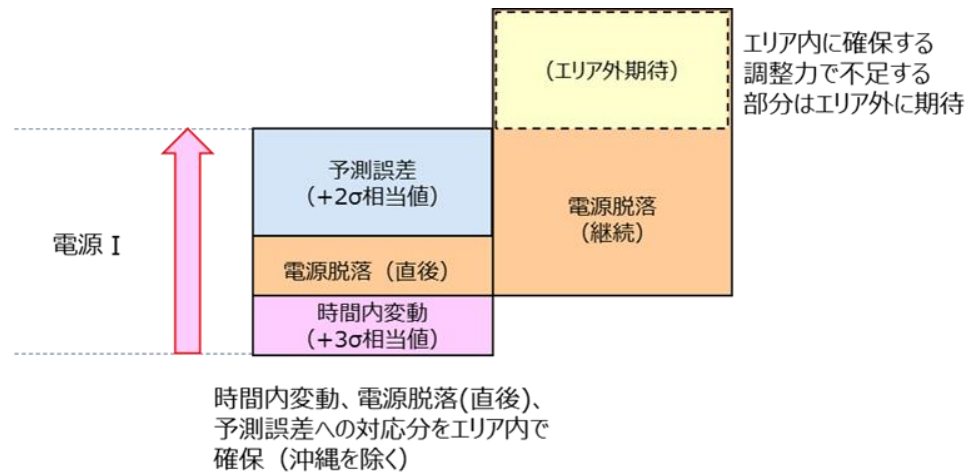 (エリア外期待)
エリア内に確保する
調整力で不足する
部分はエリア外に期待
予測誤差
(+2σ相当値)
電源脱落
(継続)
電源Ⅰ
電源脱落(直後)
時間内変動
(+3σ相当値)
時間内変動、電源脱落(直後)、
予測誤差への対応分をエリア内で
確保(沖縄を除く)